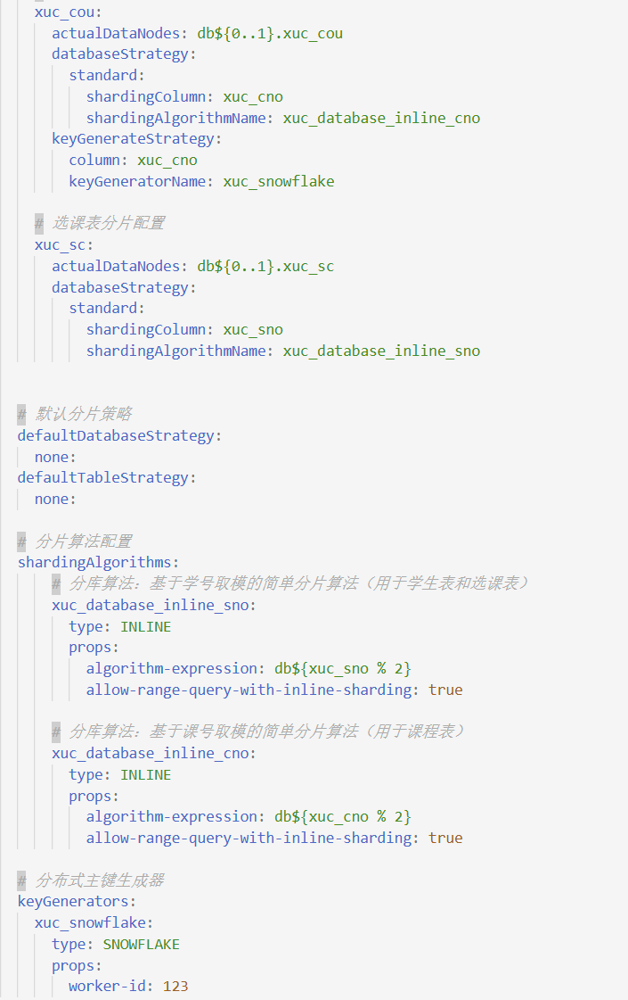 xuc_cou:
actualDataNodes: db${0..1}.xuc_cou
databaseStrategy:
standard:
shardingColumn: xuc_cno
shardingAlgorithmName: xuc_database_inline_cno
keyGenerateStrategy:
column: xuc_cno
keyGeneratorName: xuc_snowflake
# 选课表分片配置
xuc_sc:
actualDataNodes: db${0..1}.xuc_sc
databaseStrategy:
standard:
shardingColumn: xuc_sno
shardingAlgorithmName: xuc_database_inline_sno
# 默认分片策略
defaultDatabaseStrategy:
none:
defaultTableStrategy:
none:
# 分片算法配置
shardingAlgorithms:
# 分库算法：基于学号取模的简单分片算法（用于学生表和选课表）
xuc_database_inline_sno:
type: INLINE
props:
algorithm-expression: db${xuc_sno % 2}
allow-range-query-with-inline-sharding: true
# 分库算法：基于课号取模的简单分片算法（用于课程表）
xuc_database_inline_cno:
type: INLINE
props:
algorithm-expression: db${xuc_cno % 2}
allow-range-query-with-inline-sharding: true
# 分布式主键生成器
keyGenerators:
xuc_snowflake:
type: SNOWFLAKE
props:
worker-id: 123